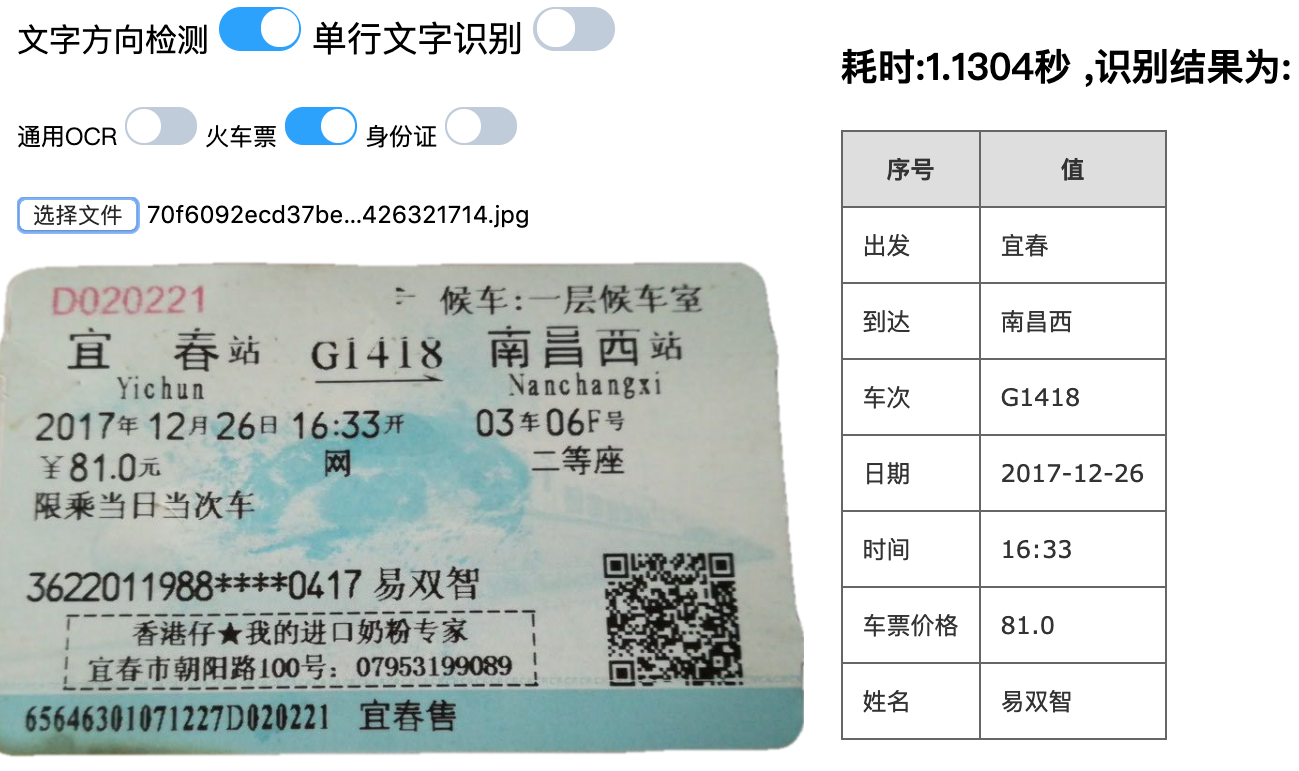 文字方向检测 单行文字识别
通用OCR 火车票 身份证
选择文件 70f6092ecd37be...426321714.jpg
D020221 候车:一层候车室
宜春站 G1418 南昌西站
Yichun Nanchangxi
2017年12月26日 16:33开 03车06F号
￥81.0元 网 二等座
限乘当日当次车
3622011988****0417 易双智
香港仔★我的进口奶粉专家
宜春市朝阳路100号：07953199089
65646301071227D020221 宜春售
耗时:1.1304秒 ,识别结果为:
序号 值
出发 宜春
到达 南昌西
车次 G1418
日期 2017-12-26
时间 16:33
车票价格 81.0
姓名 易双智